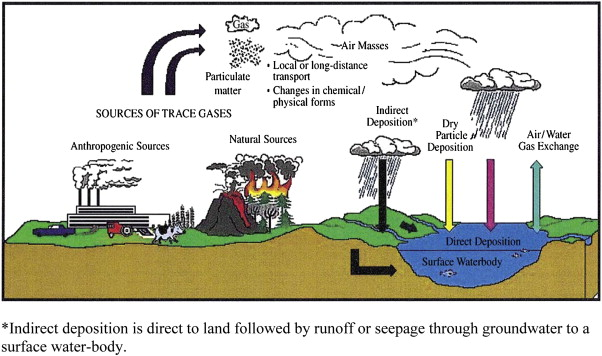 Gas
Air Masses
Particulate
matter
• Local or long-distance
transport
• Changes in chemical/
physical forms
SOURCES OF TRACE GASES
Anthropogenic Sources
Natural Sources
Indirect
Deposition*
Dry
Particle
Deposition
Air/Water
Gas Exchange
Direct Deposition
Surface Waterbody
*Indirect deposition is direct to land followed by runoff or seepage through groundwater to a
surface water-body.